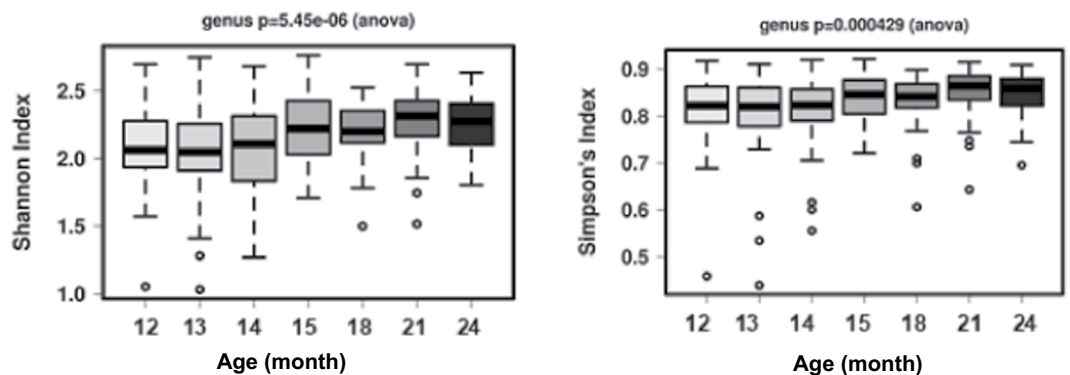 genus p=5.45e-06 (anova)
Shannon Index
2.5
2.0
1.5
1.0
12 13 14 15 18 21 24
Age (month)
genus p=0.000429 (anova)
Simpson's Index
0.9
0.8
0.7
0.6
0.5
12 13 14 15 18 21 24
Age (month)